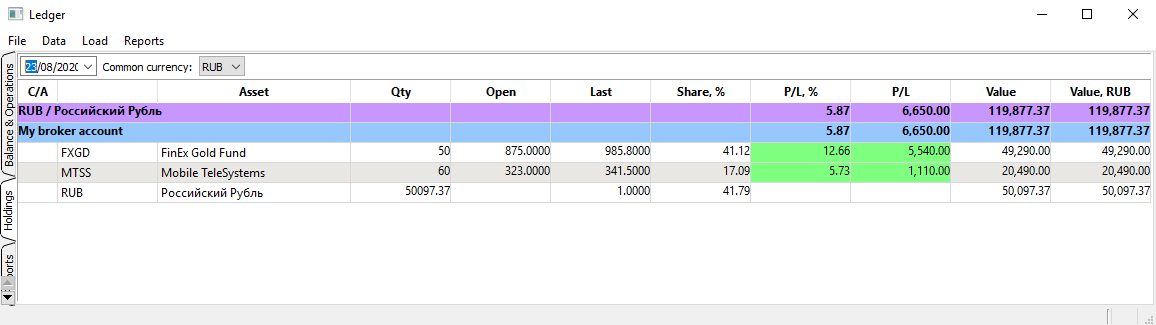 Ledger
File Data Load Reports
23/08/2020 Common currency: RUB
C/A Asset Qty Open Last Share, % P/L, % P/L Value Value, RUB
RUB / Российский Рубль 5.87 6,650.00 119,877.37 119,877.37
My broker account 5.87 6,650.00 119,877.37 119,877.37
FXGD FinEx Gold Fund 50 875.0000 985.8000 41.12 12.66 5,540.00 49,290.00 49,290.00
MTSS Mobile TeleSystems 60 323.0000 341.5000 17.09 5.73 1,110.00 20,490.00 20,490.00
RUB Российский Рубль 50097.37 1.0000 41.79 50,097.37 50,097.37
Balance & Operations
Holdings
ports